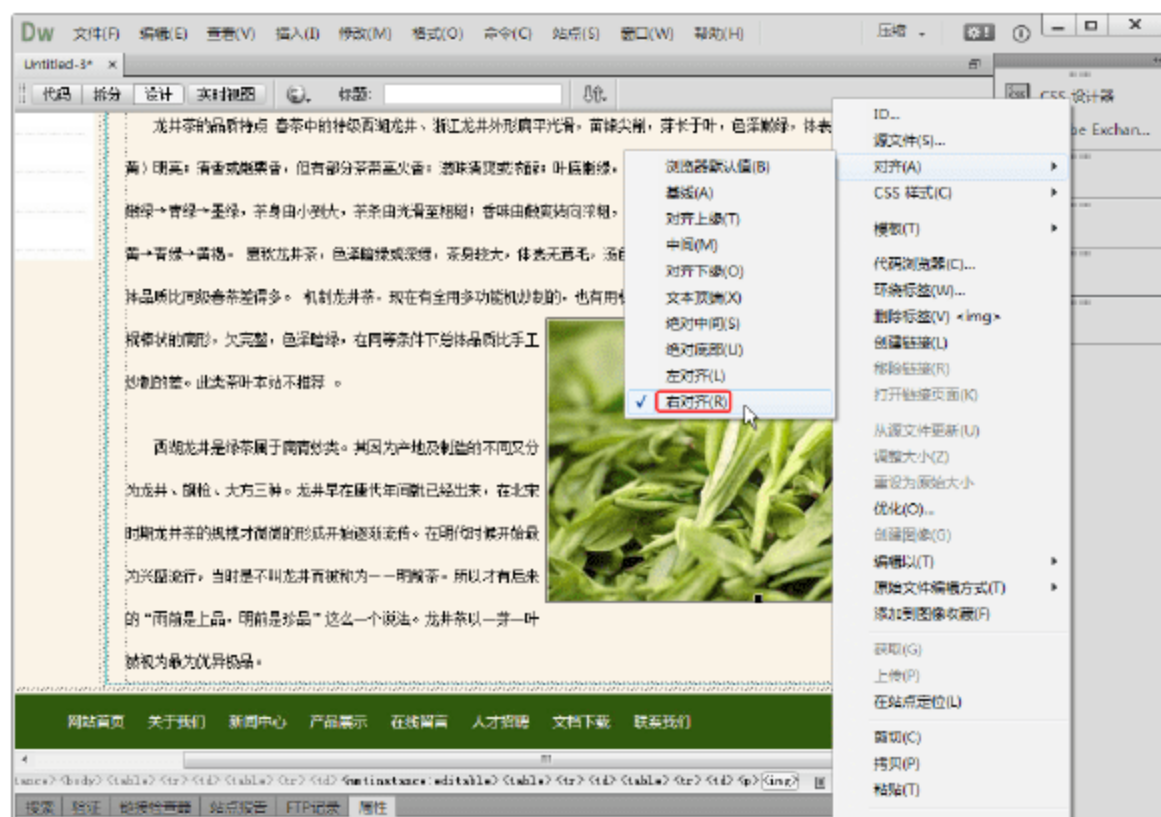 Dw 文件(F) 编辑(E) 查看(V) 插入(I) 修改(M) 格式(O) 命令(C) 站点(S) 窗口(W) 帮助(H) 压缩
Untitled-3* ×
代码 拆分 设计 实时视图 标题:
CSS 设计器
be Exchan...
龙井茶的品质特点 春茶中的特级西湖龙井、浙江龙井外形扁平光滑，苗锋尖削，芽长于叶，色泽嫩绿，体表
黄）明亮；清香或嫩栗香，但有部分茶带高火香；滋味清爽或浓醇；叶底嫩绿，
嫩绿→青绿→墨绿，茶身由小到大，茶条由光滑至粗糙；香味由嫩爽转向浓粗，
黄→青绿→黄褐。 夏秋龙井茶，色泽暗绿或深绿，茶身较大，体表无茸毛，汤色
体品质比同级春茶差得多。 机制龙井茶，现在有全用多功能机炒制的，也有用
棍棒状的扁形，欠完整，色泽暗绿，在同等条件下总体品质比手工
炒制的差。此类茶叶本站不推荐 。
西湖龙井是绿茶属于扁青炒类。其因为产地及制造的不同又分
为龙井、旗枪、大方三种。龙井早在唐代年间就已经出来，在北宋
时期龙井茶的规模才简简的形成开始逐渐流传。在明代时候开始最
为兴盛流行，当时是不叫龙井而被称为——明前茶。所以才有后来
的“雨前是上品，明前是珍品”这么一个说法。龙井茶以一芽一叶
被视为最为优异极品。
浏览器默认值(B)
基线(A)
对齐上缘(T)
中间(M)
对齐下缘(O)
文本顶端(X)
绝对中间(S)
绝对底部(U)
左对齐(L)
右对齐(R)
ID...
源文件(S)...
对齐(A)
CSS 样式(C)
模板(T)
代码浏览器(C)...
环绕标签(W)...
删除标签(V) <img>
创建链接(L)
移除链接(R)
打开链接页面(K)
从源文件更新(U)
调整大小(Z)
重设为原始大小
优化(O)...
创建图像(G)
编辑以(T)
原始文件编辑方式(T)
添加到图像收藏(F)
获取(G)
上传(P)
在站点定位(L)
剪切(C)
拷贝(P)
粘贴(T)
网站首页 关于我们 新闻中心 产品展示 在线留言 人才招聘 文档下载 联系我们
tance> <body> <table> <tr> <td> <table> <tr> <td> <mmtinstance:editable> <table> <tr> <td> <table> <tr> <td> <p> <img>
搜索 验证 链接检查器 站点报告 FTP记录 属性